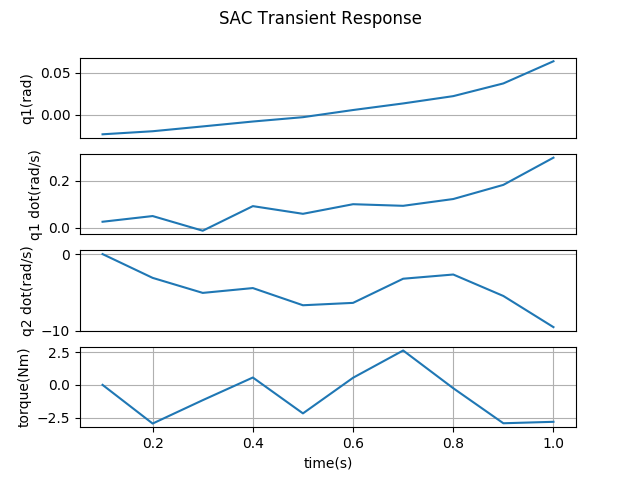 SAC Transient Response
q1(rad)
0.05
0.00
q1 dot(rad/s)
0.2
0.0
q2 dot(rad/s)
0
−10
torque(Nm)
2.5
0.0
−2.5
0.2 0.4 0.6 0.8 1.0
time(s)